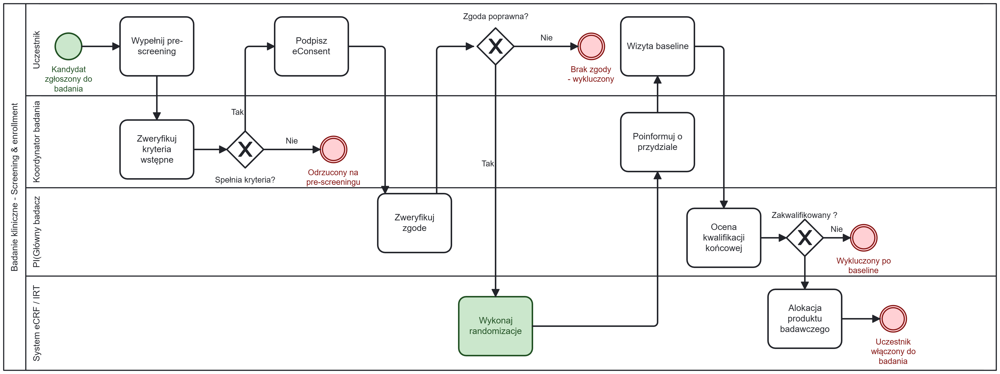 Badanie kliniczne - Screening & enrollment
Uczestnik
Kandydat
zgłoszony do
badania
Wypełnij pre-
screening
Podpisz
eConsent
Zgoda poprawna?
Nie
Brak zgody
- wykluczony
Wizyta baseline
Koordynator badania
Zweryfikuj
kryteria
wstępne
Tak
Spełnia kryteria?
Nie
Odrzucony na
pre-screeningu
Tak
Poinformuj o
przydziale
PI(Główny badacz
Zweryfikuj
zgode
Ocena
kwalifikacji
końcowej
Zakwalifikowany ?
Nie
Wykluczony po
baseline
System eCRF / IRT
Wykonaj
randomizacje
Alokacja
produktu
badawczego
Uczestnik
włączony do
badania